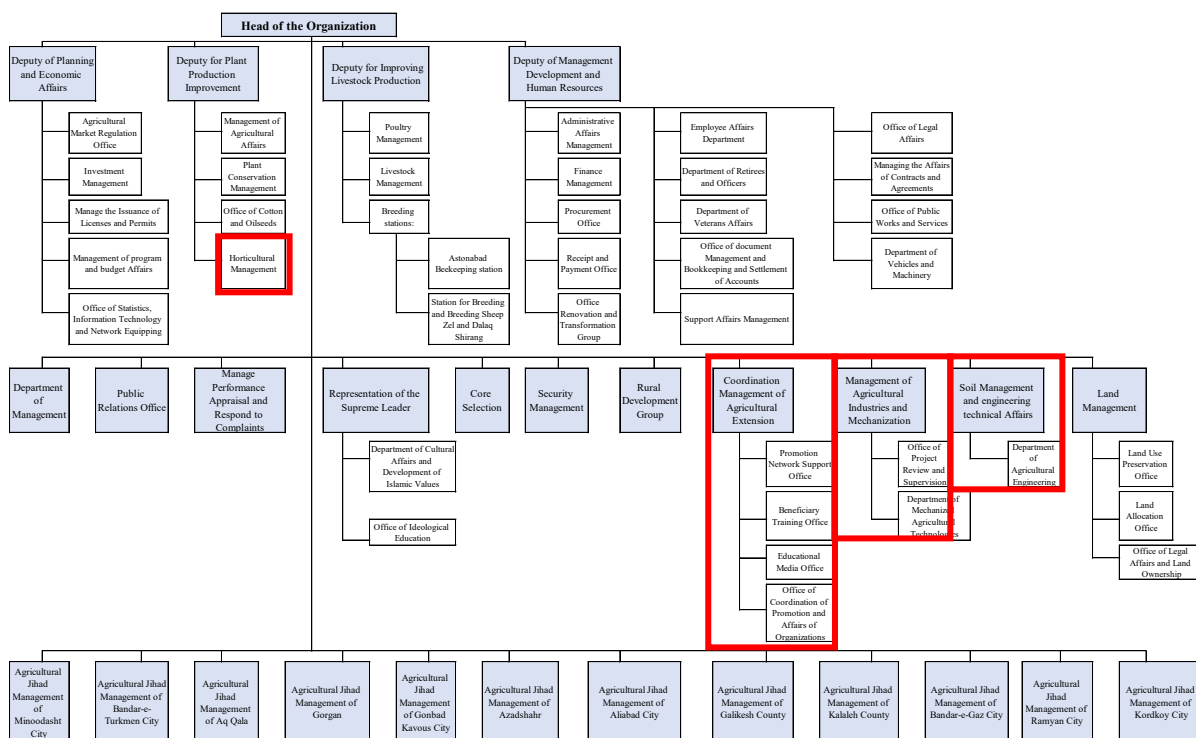 Head of the Organization
Deputy of Planning
and Economic
Affairs
Deputy for Plant
Production
Improvement
Deputy for Improving
Livestock Production
Deputy of Management
Development and
Human Resources
Agricultural
Market Regulation
Office
Investment
Management
Manage the Issuance of
Licenses and Permits
Management of program
and budget Affairs
Office of Statistics,
Information Technology
and Network Equipping
Management of
Agricultural
Affairs
Plant
Conservation
Management
Office of Cotton
and Oilseeds
Horticultural
Management
Poultry
Management
Livestock
Management
Breeding
stations:
Astonabad
Beekeeping station
Station for Breeding
and Breeding Sheep
Zel and Dalaq
Shirang
Administrative
Affairs
Management
Finance
Management
Procurement
Office
Receipt and
Payment Office
Office
Renovation and
Transformation
Group
Employee Affairs
Department
Department of Retirees
and Officers
Department of
Veterans Affairs
Office of document
Management and
Bookkeeping and Settlement
of Accounts
Support Affairs Management
Office of Legal
Affairs
Managing the Affairs
of Contracts and
Agreements
Office of Public
Works and Services
Department of
Vehicles and
Machinery
Department
of
Management
Public
Relations Office
Manage
Performance
Appraisal and
Respond to
Complaints
Representation of the
Supreme Leader
Core
Selection
Security
Management
Rural
Development
Group
Coordination
Management of
Agricultural
Extension
Management of
Agricultural
Industries and
Mechanization
Soil Management
and engineering
technical Affairs
Land
Management
Department of Cultural
Affairs and
Development of
Islamic Values
Office of Ideological
Education
Promotion
Network Support
Office
Beneficiary
Training Office
Educational
Media Office
Office of
Coordination of
Promotion and
Affairs of
Organizations
Office of
Project
Review and
Supervision
Department of
Mechanized
Agricultural
Technologies
Department
of
Agricultural
Engineering
Land Use
Preservation
Office
Land
Allocation
Office
Office of Legal
Affairs and Land
Ownership
Agricultural
Jihad
Management
of
Minoodasht
City
Agricultural Jihad
Management of
Bandar-e-
Turkmen City
Agricultural
Jihad
Management
of Aq Qala
Agricultural Jihad
Management of
Gorgan
Agricultural
Jihad
Management
of Gonbad
Kavous City
Agricultural Jihad
Management of
Azadshahr
Agricultural Jihad
Management of
Aliabad City
Agricultural Jihad
Management of
Galikesh County
Agricultural Jihad
Management of
Kalaleh County
Agricultural Jihad
Management of
Bandar-e-Gaz City
Agricultural
Jihad
Management of
Ramyan City
Agricultural Jihad
Management of
Kordkoy City